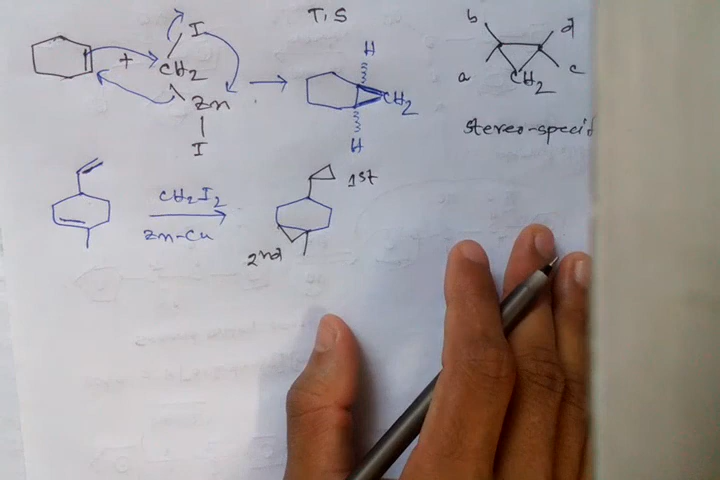 T.S
I
+
CH2
Zn
I
H
CH2
H
b
d
a
c
CH2
stereo-specif
CH2I2
Zn-Cu
1st
2nd